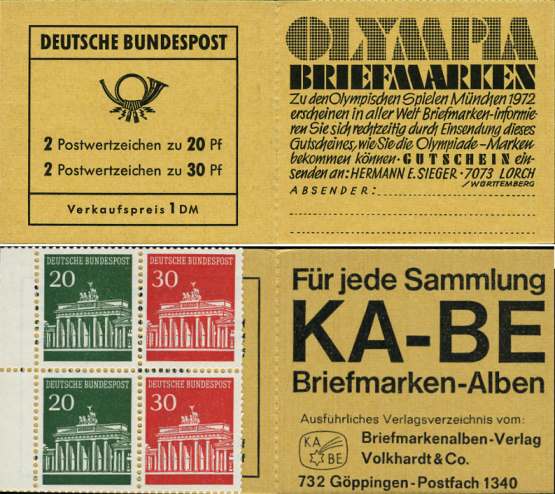 DEUTSCHE BUNDESPOST
2 Postwertzeichen zu 20 Pf
2 Postwertzeichen zu 30 Pf
Verkaufspreis 1 DM
OLYMPIA
BRIEFMARKEN
Zu den Olympischen Spielen München 1972
erscheinen in aller Welt Briefmarken-Informie-
ren Sie sich rechtzeitig durch Einsendung dieses
Gutscheines, wie Sie die Olympiade-Marken
bekommen können · GUTSCHEIN ein-
senden an: HERMANN E. SIEGER · 7073 LORCH
/WÜRTTEMBERG
ABSENDER:
DEUTSCHE BUNDESPOST
20
DEUTSCHE BUNDESPOST
30
DEUTSCHE BUNDESPOST
20
DEUTSCHE BUNDESPOST
30
Für jede Sammlung
KA-BE
Briefmarken-Alben
Ausführliches Verlagsverzeichnis vom:
KA
BE
Briefmarkenalben-Verlag
Volkhardt & Co.
732 Göppingen - Postfach 1340